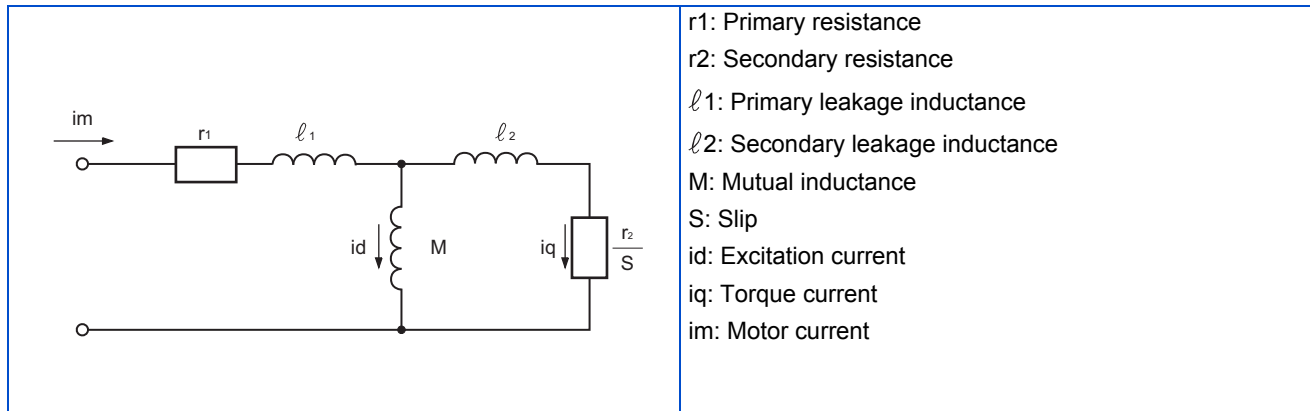 im
r1
ℓ1
ℓ2
id
M
iq
r2
S
r1: Primary resistance
r2: Secondary resistance
ℓ1: Primary leakage inductance
ℓ2: Secondary leakage inductance
M: Mutual inductance
S: Slip
id: Excitation current
iq: Torque current
im: Motor current